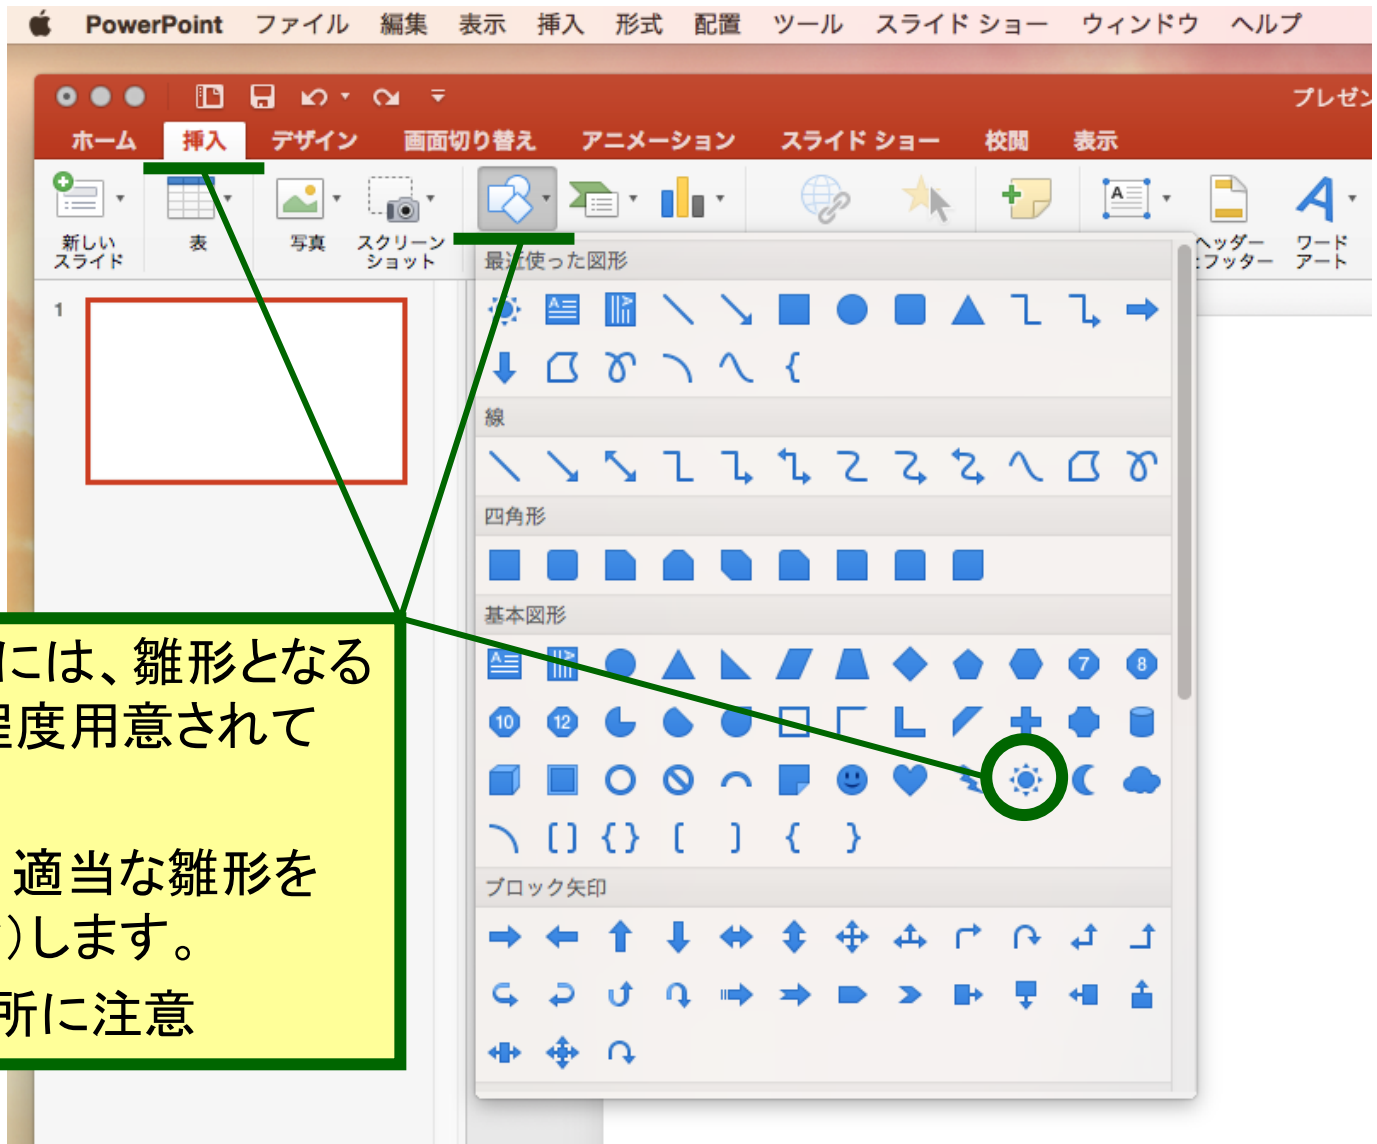 PowerPoint ファイル 編集 表示 挿入 形式 配置 ツール スライド ショー ウィンドウ ヘルプ
プレゼン
ホーム 挿入 デザイン 画面切り替え アニメーション スライド ショー 校閲 表示
新しい
スライド
表
写真
スクリーン
ショット
ヘッダー
フッター
ワード
アート
1
最近使った図形
線
四角形
基本図形
7 8
10 12
ブロック矢印
には、雛形となる
程度用意されて
適当な雛形を
)します。
所に注意